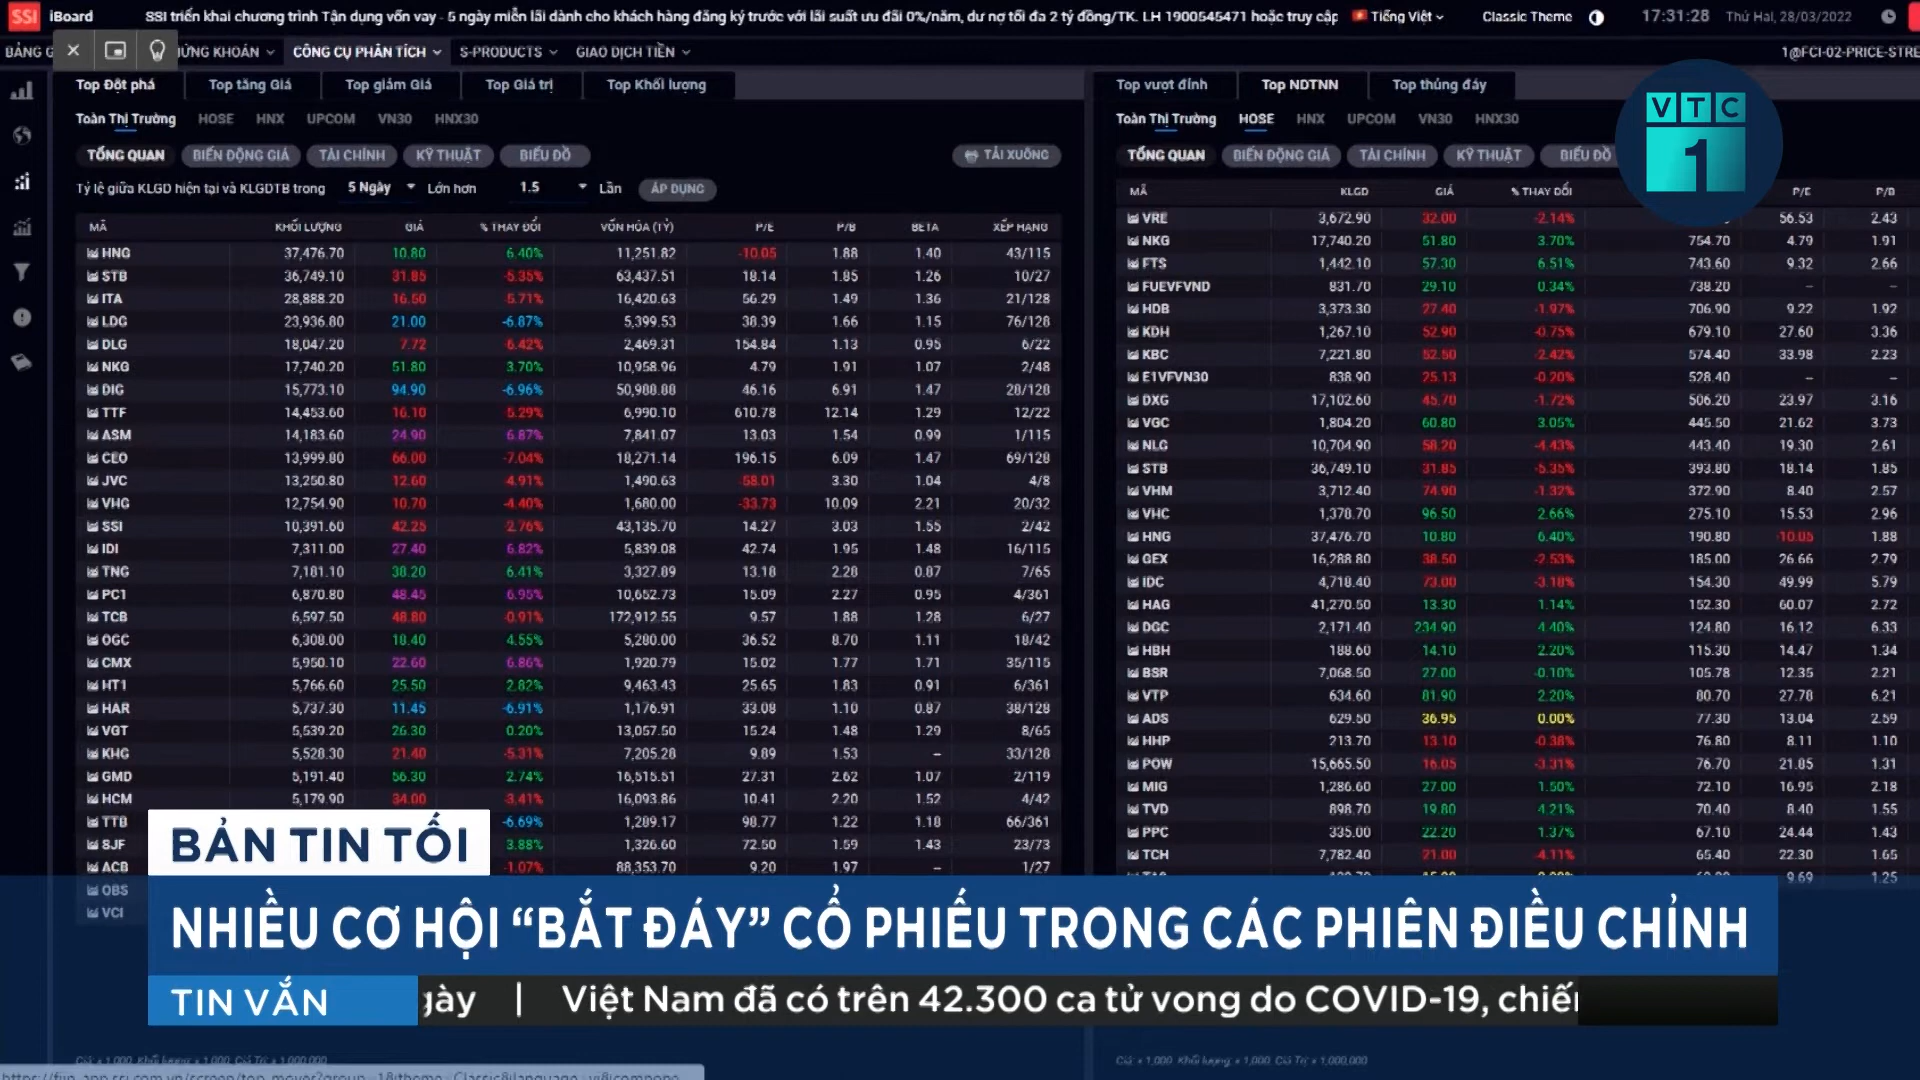 SSI iBoard SSI triển khai chương trình Tận dụng vốn vay - 5 ngày miễn lãi dành cho khách hàng đăng ký trước với lãi suất ưu đãi 0%/năm, dư nợ tối đa 2 tỷ đồng/TK. LH 1900545471 hoặc truy cập Tiếng Việt Classic Theme 17:31:28 Thứ Hai, 28/03/2022
BẢNG G ỨNG KHOÁN CÔNG CỤ PHÂN TÍCH S-PRODUCTS GIAO DỊCH TIỀN 1@FCI-02-PRICE-STRE
Top Đột phá Top tăng Giá Top giảm Giá Top Giá trị Top Khối lượng
Toàn Thị Trường HOSE HNX UPCOM VN30 HNX30
TỔNG QUAN BIẾN ĐỘNG GIÁ TÀI CHÍNH KỸ THUẬT BIỂU ĐỒ TẢI XUỐNG
Tỷ lệ giữa KLGD hiện tại và KLGDTB trong 5 Ngày Lớn hơn 1.5 Lần ÁP DỤNG
MÃ KHỐI LƯỢNG GIÁ % THAY ĐỔI VỐN HÓA (TỶ) P/E P/B BETA XẾP HẠNG
HNG 37,476.70 10.80 6.40% 11,251.82 -10.05 1.88 1.40 43/115
STB 36,749.10 31.85 -5.35% 63,437.51 18.14 1.85 1.26 10/27
ITA 28,888.20 16.50 -5.71% 16,420.63 56.29 1.49 1.36 21/128
LDG 23,936.80 21.00 -6.87% 5,399.53 38.39 1.66 1.15 76/128
DLG 18,047.20 7.72 -6.42% 2,469.31 154.84 1.13 0.95 6/22
NKG 17,740.20 51.80 3.70% 10,958.96 4.79 1.91 1.07 2/48
DIG 15,773.10 94.90 -6.96% 50,988.88 46.16 6.91 1.47 28/128
TTF 14,453.60 16.10 -5.29% 6,990.10 610.78 12.14 1.29 12/22
ASM 14,183.60 24.90 6.87% 7,841.07 13.03 1.54 0.99 1/115
CEO 13,999.80 66.00 -7.04% 18,271.14 196.15 6.09 1.47 69/128
JVC 13,250.80 12.60 -4.91% 1,490.63 -58.01 3.30 1.04 4/8
VHG 12,754.90 10.70 -4.40% 1,680.00 -33.73 10.09 2.21 20/32
SSI 10,391.60 42.25 -2.76% 43,135.70 14.27 3.03 1.55 2/42
IDI 7,311.00 27.40 6.82% 5,839.08 42.74 1.95 1.48 16/115
TNG 7,181.10 38.20 6.41% 3,327.89 13.18 2.28 0.87 7/65
PC1 6,870.80 48.45 6.95% 10,652.73 15.09 2.27 0.95 4/361
TCB 6,597.50 48.80 -0.91% 172,912.55 9.57 1.88 1.28 6/27
OGC 6,308.00 18.40 4.55% 5,280.00 36.52 8.70 1.11 18/42
CMX 5,950.10 22.60 6.86% 1,920.79 15.02 1.77 1.71 35/115
HT1 5,766.60 25.50 2.82% 9,463.43 25.65 1.83 0.91 6/361
HAR 5,737.30 11.45 -6.91% 1,176.91 33.08 1.10 0.87 38/128
VGT 5,539.20 26.30 0.20% 13,057.50 15.24 1.48 1.29 8/65
KHG 5,528.30 21.40 -5.31% 7,205.28 9.89 1.53 – 33/128
GMD 5,191.40 56.30 2.74% 16,515.51 27.31 2.62 1.07 2/119
HCM 5,179.90 34.00 -3.41% 16,093.86 10.41 2.20 1.52 4/42
TTB -6.69% 1,289.17 98.77 1.22 1.18 66/361
SJF 3.88% 1,326.60 72.50 1.59 1.43 23/73
ACB -1.07% 88,353.70 9.20 1.97 – 1/27
OBS
VCI
Top vượt đỉnh Top NDTNN Top thủng đáy
Toàn Thị Trường HOSE HNX UPCOM VN30 HNX30
TỔNG QUAN BIẾN ĐỘNG GIÁ TÀI CHÍNH KỸ THUẬT BIỂU ĐỒ
MÃ KLGD GIÁ % THAY ĐỔI P/E P/B
VRE 3,672.90 32.00 -2.14% 56.53 2.43
NKG 17,740.20 51.80 3.70% 754.70 4.79 1.91
FTS 1,442.10 57.30 6.51% 743.60 9.32 2.66
FUEVFVND 831.70 29.10 0.34% 738.20 – –
HDB 3,373.30 27.40 -1.97% 706.90 9.22 1.92
KDH 1,267.10 52.90 -0.75% 679.10 27.60 3.36
KBC 7,221.80 52.50 -2.42% 574.40 33.98 2.23
E1VFVN30 838.90 25.13 -0.20% 528.40 – –
DXG 17,102.60 45.70 -1.72% 506.20 23.97 3.16
VGC 1,804.20 60.80 3.05% 445.50 21.62 3.73
NLG 10,704.90 58.20 -4.43% 443.40 19.30 2.61
STB 36,749.10 31.85 -5.35% 393.80 18.14 1.85
VHM 3,712.40 74.90 -1.32% 372.90 8.40 2.57
VHC 1,378.70 96.50 2.66% 275.10 15.53 2.96
HNG 37,476.70 10.80 6.40% 190.80 -10.05 1.88
GEX 16,288.80 38.50 -2.53% 185.00 26.66 2.79
IDC 4,718.40 73.00 -3.18% 154.30 49.99 5.79
HAG 41,270.50 13.30 1.14% 152.30 60.07 2.72
DGC 2,171.40 234.90 4.40% 124.80 16.12 6.33
HBH 188.60 14.10 2.20% 115.30 14.47 1.34
BSR 7,068.50 27.00 -0.10% 105.78 12.35 2.21
VTP 634.60 81.90 2.20% 80.70 27.78 6.21
ADS 629.50 36.95 0.00% 77.30 13.04 2.59
HHP 213.70 13.10 -0.38% 76.80 8.11 1.10
POW 15,665.50 16.05 -3.31% 76.70 21.85 1.31
MIG 1,286.60 27.00 1.50% 72.10 16.95 2.18
TVD 898.70 19.80 4.21% 70.40 8.40 1.55
PPC 335.00 22.20 1.37% 67.10 24.44 1.43
TCH 7,782.40 21.00 -4.11% 65.40 22.30 1.65
9.69 1.25
VTC
1
BẢN TIN TỐI
NHIỀU CƠ HỘI “BẮT ĐÁY” CỔ PHIẾU TRONG CÁC PHIÊN ĐIỀU CHỈNH
TIN VẮN gày | Việt Nam đã có trên 42.300 ca tử vong do COVID-19, chiến
Giá x 1,000. Khối lượng x 1,000. Giá Trị x 1,000,000
Giá x 1,000. Khối lượng x 1,000. Giá Trị x 1,000,000